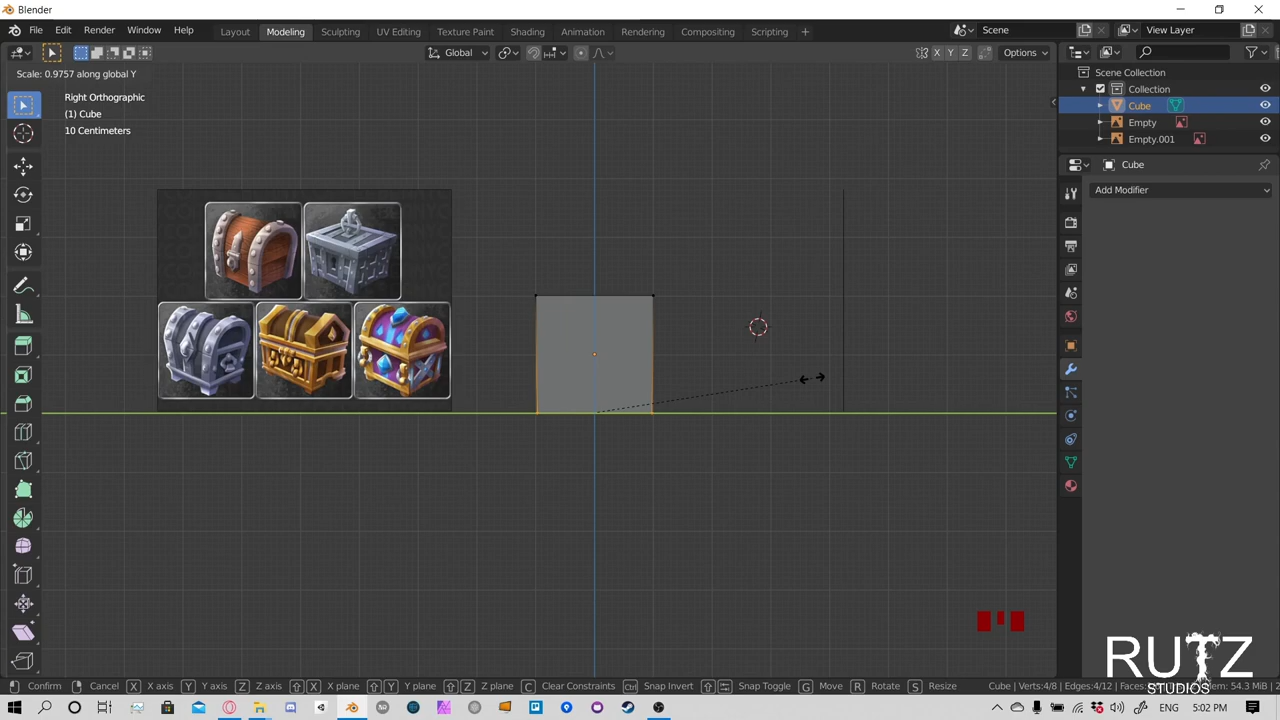 Blender
File Edit Render Window Help
Layout Modeling Sculpting UV Editing Texture Paint Shading Animation Rendering Compositing Scripting +
Scene
View Layer
Global
X Y Z
Options
Scale: 0.9757 along global Y
Right Orthographic
(1) Cube
10 Centimeters
Scene Collection
Collection
Cube
Empty
Empty.001
Cube
Add Modifier
RUTZ
STUDIOS
Confirm Cancel X X axis Y Y axis Z Z axis X X plane Y Y plane Z Z plane C Clear Constraints Ctrl Snap Invert Snap Toggle G Move R Rotate S Resize
Cube | Verts:4/8 | Edges:4/12 | Faces:
em: 54.3 MiB | 2
5:02 PM